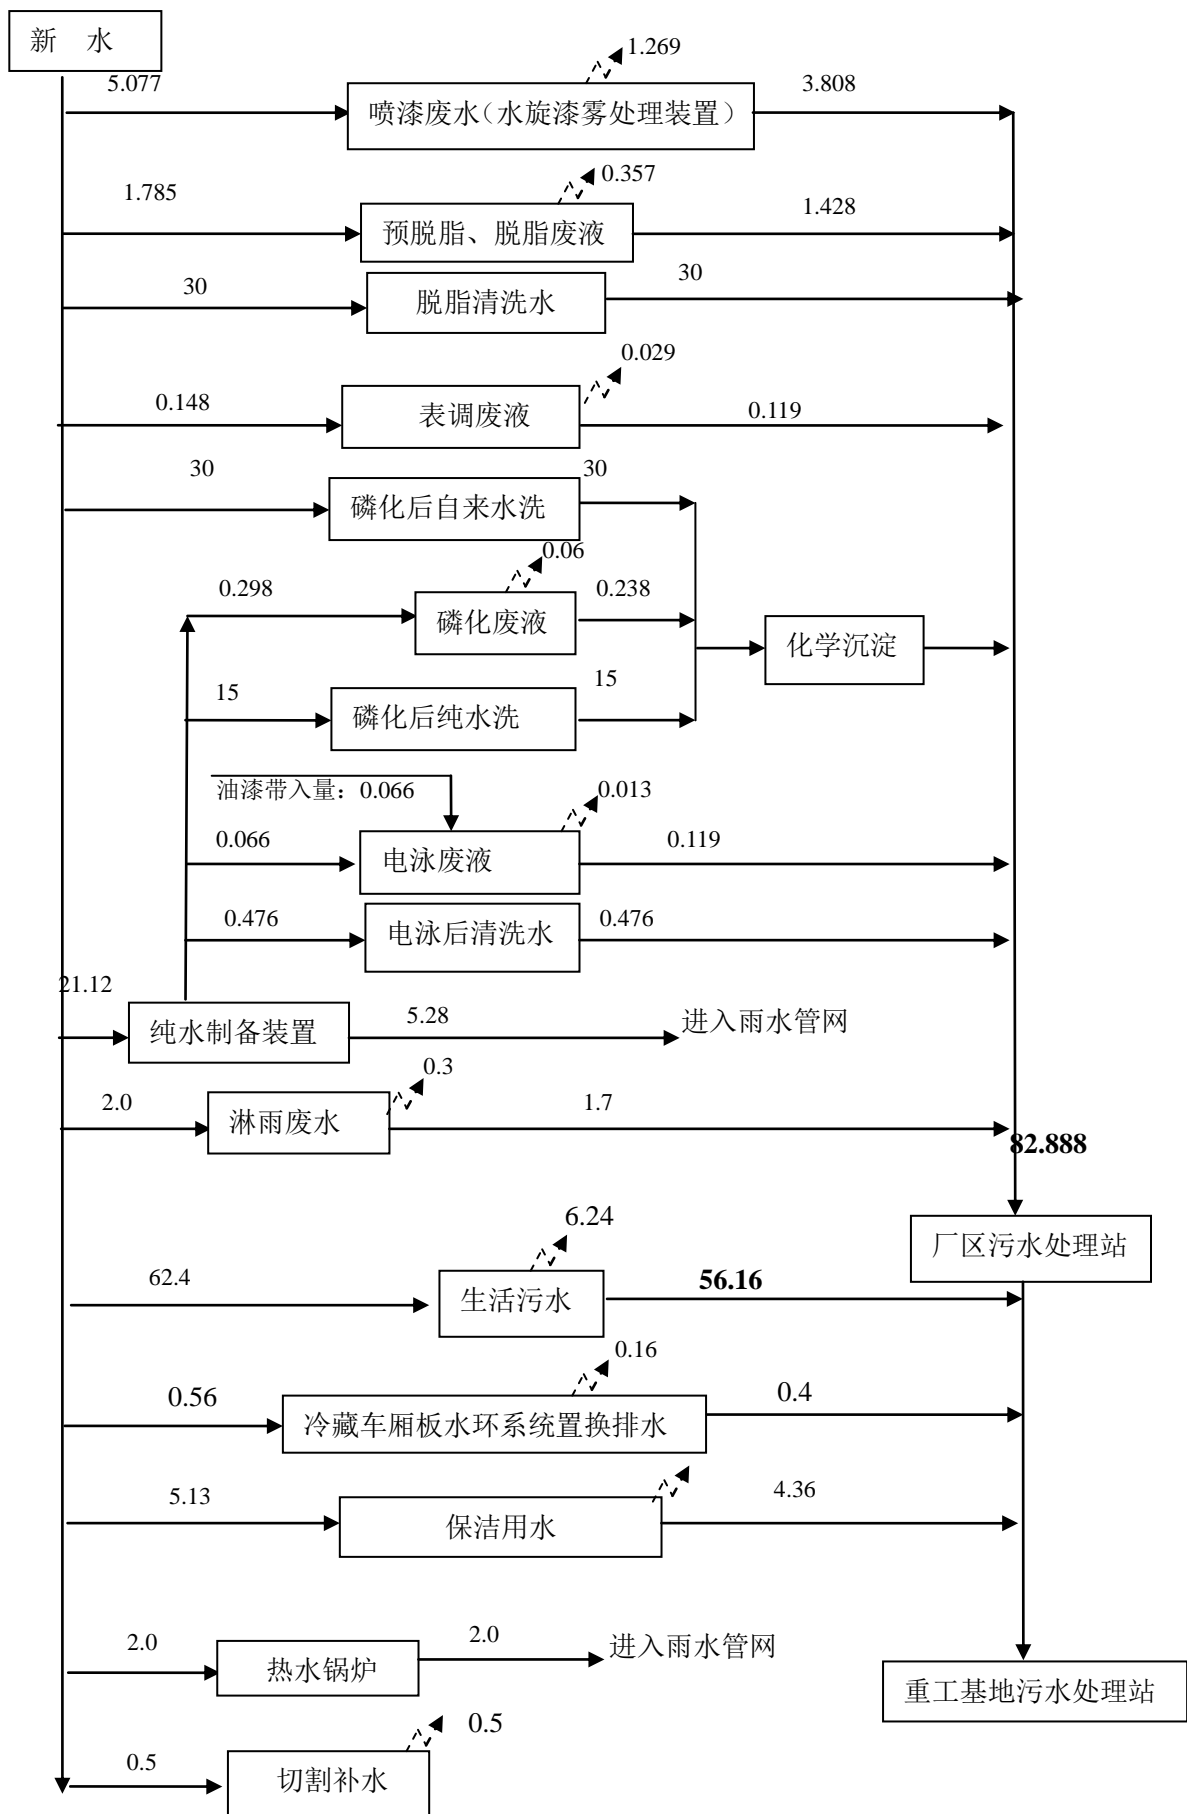 新 水
1.269
5.077
3.808
喷漆废水（水旋漆雾处理装置）
0.357
1.785
1.428
预脱脂、脱脂废液
30
30
脱脂清洗水
0.029
0.148
0.119
表调废液
30
30
磷化后自来水洗
0.06
0.298
0.238
磷化废液
化学沉淀
15
15
磷化后纯水洗
油漆带入量：0.066
0.013
0.066
0.119
电泳废液
0.476
0.476
电泳后清洗水
21.12
5.28
进入雨水管网
纯水制备装置
0.3
2.0
1.7
淋雨废水
82.888
6.24
厂区污水处理站
62.4
56.16
生活污水
0.16
0.56
0.4
冷藏车厢板水环系统置换排水
5.13
4.36
保洁用水
2.0
2.0
进入雨水管网
热水锅炉
重工基地污水处理站
0.5
0.5
切割补水